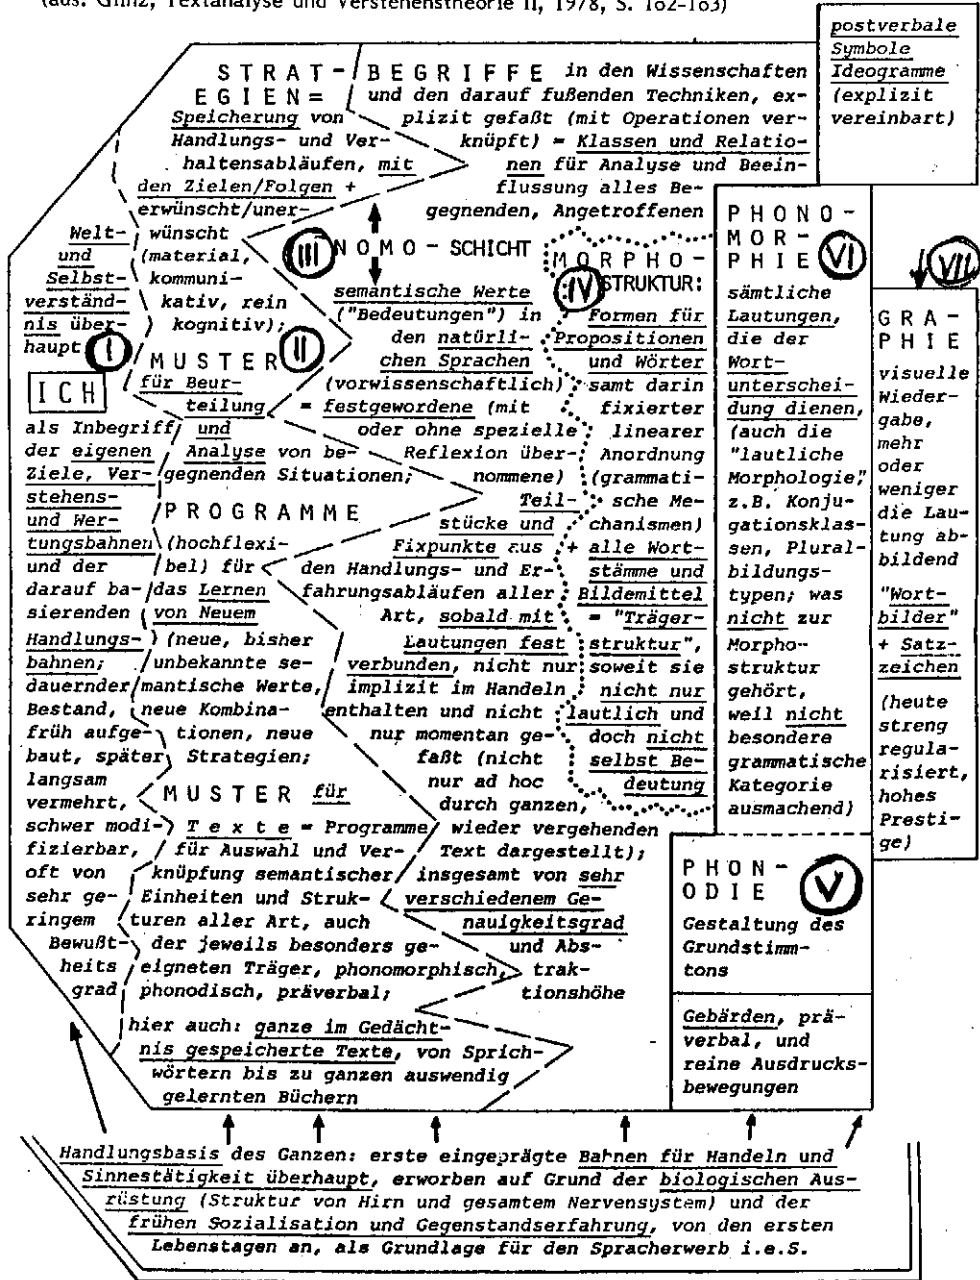 (aus: Glinz, Textanalyse und Verstehenstheorie II, 1978, S. 162-163)
postverbale
Symbole
Ideogramme
(explizit
vereinbart)
STRAT-
EGIEN=
Speicherung von
Handlungs- und Ver-
haltensabläufen, mit
den Zielen/Folgen +
erwünscht/uner-
wünscht
(material,
kommuni-
kativ, rein
kognitiv);
BEGRIFFE in den Wissenschaften
und den darauf fußenden Techniken, ex-
plizit gefaßt (mit Operationen ver-
knüpft) = Klassen und Relatio-
nen für Analyse und Beein-
flussung alles Be-
gegnenden, Angetroffenen
Welt-
und
Selbst-
verständ-
nis über-
haupt
I
ICH
als Inbegriff
der eigenen
Ziele, Ver-
stehens-
und Wer-
tungsbahnen
und der
darauf ba-
sierenden
Handlungs-
bahnen;
dauernder
Bestand,
früh aufge-
baut, später
langsam
vermehrt,
schwer modi-
fizierbar,
oft von
sehr ge-
ringem
Bewußt-
heits
grad
MUSTER II
für Beur-
teilung
und
Analyse von be-
gegnenden Situationen;
PROGRAMME
(hochflexi-
bel) für
das Lernen
von Neuem
(neue, bisher
unbekannte se-
mantische Werte,
neue Kombina-
tionen, neue
Strategien;
MUSTER für
Texte = Programme
für Auswahl und Ver-
knüpfung semantischer
Einheiten und Struk-
turen aller Art, auch
der jeweils besonders ge-
eigneten Träger, phonomorphisch,
phonodisch, präverbal;
hier auch: ganze im Gedächt-
nis gespeicherte Texte, von Sprich-
wörtern bis zu ganzen auswendig
gelernten Büchern
III NOMO-SCHICHT
semantische Werte
("Bedeutungen") in
den natürli-
chen Sprachen
(vorwissenschaftlich)
= festgewordene (mit
oder ohne spezielle
Reflexion über-
nommene)
Teil-
stücke und
Fixpunkte aus
den Handlungs- und Er-
fahrungsabläufen aller
Art, sobald mit
Lautungen fest
verbunden, nicht nur
implizit im Handeln
enthalten und nicht
nur momentan ge-
faßt (nicht
nur ad hoc
durch ganzen,
wieder vergehenden
Text dargestellt);
insgesamt von sehr
verschiedenem Ge-
nauigkeitsgrad
und Abs-
trak-
tionshöhe
MORPHO-
IV STRUKTUR:
Formen für
Propositionen
und Wörter
samt darin
fixierter
linearer
Anordnung
(grammati-
sche Me-
chanismen)
+ alle Wort-
stämme und
Bildemittel
= "Träger-
struktur",
soweit sie
nicht nur
lautlich und
doch nicht
selbst Be-
deutung
PHONO-
MOR-
PHIE VI
sämtliche
Lautungen,
die der
Wort-
unterschei-
dung dienen,
(auch die
"lautliche
Morphologie",
z.B. Konju-
gationsklas-
sen, Plural-
bildungs-
typen; was
nicht zur
Morpho-
struktur
gehört,
weil nicht
besondere
grammatische
Kategorie
ausmachend)
PHON-
ODIE V
Gestaltung des
Grundstimm-
tons
Gebärden, prä-
verbal, und
reine Ausdrucks-
bewegungen
VII
GRA-
PHIE
visuelle
Wieder-
gabe,
mehr
oder
weniger
die Lau-
tung ab-
bildend
"Wort-
bilder"
+ Satz-
zeichen
(heute
streng
regula-
risiert,
hohes
Presti-
ge)
Handlungsbasis des Ganzen: erste eingeprägte Bahnen für Handeln und
Sinnestätigkeit überhaupt, erworben auf Grund der biologischen Aus-
rüstung (Struktur von Hirn und gesamtem Nervensystem) und der
frühen Sozialisation und Gegenstandserfahrung, von den ersten
Lebenstagen an, als Grundlage für den Spracherwerb i.e.S.